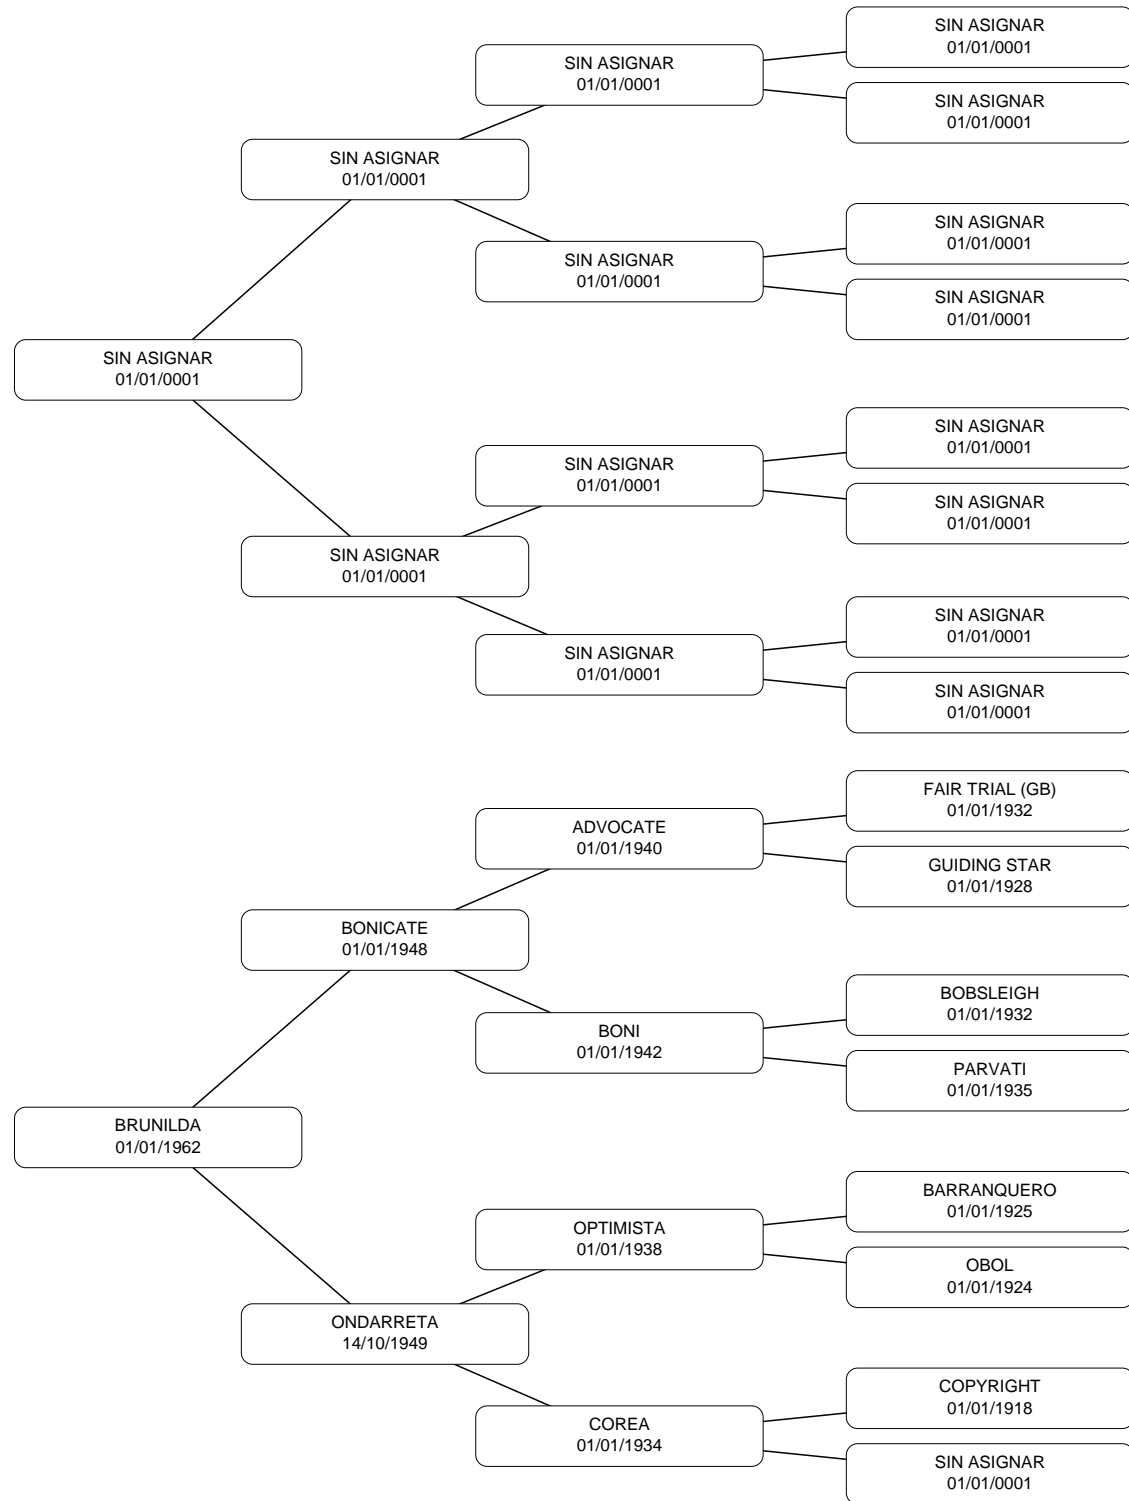 SIN ASIGNAR
01/01/0001
SIN ASIGNAR
01/01/0001
SIN ASIGNAR
01/01/0001
SIN ASIGNAR
01/01/0001
SIN ASIGNAR
01/01/0001
SIN ASIGNAR
01/01/0001
SIN ASIGNAR
01/01/0001
SIN ASIGNAR
01/01/0001
SIN ASIGNAR
01/01/0001
SIN ASIGNAR
01/01/0001
SIN ASIGNAR
01/01/0001
SIN ASIGNAR
01/01/0001
SIN ASIGNAR
01/01/0001
SIN ASIGNAR
01/01/0001
SIN ASIGNAR
01/01/0001
FAIR TRIAL (GB)
01/01/1932
ADVOCATE
01/01/1940
GUIDING STAR
01/01/1928
BONICATE
01/01/1948
BOBSLEIGH
01/01/1932
BONI
01/01/1942
PARVATI
01/01/1935
BRUNILDA
01/01/1962
BARRANQUERO
01/01/1925
OPTIMISTA
01/01/1938
OBOL
01/01/1924
ONDARRETA
14/10/1949
COPYRIGHT
01/01/1918
COREA
01/01/1934
SIN ASIGNAR
01/01/0001